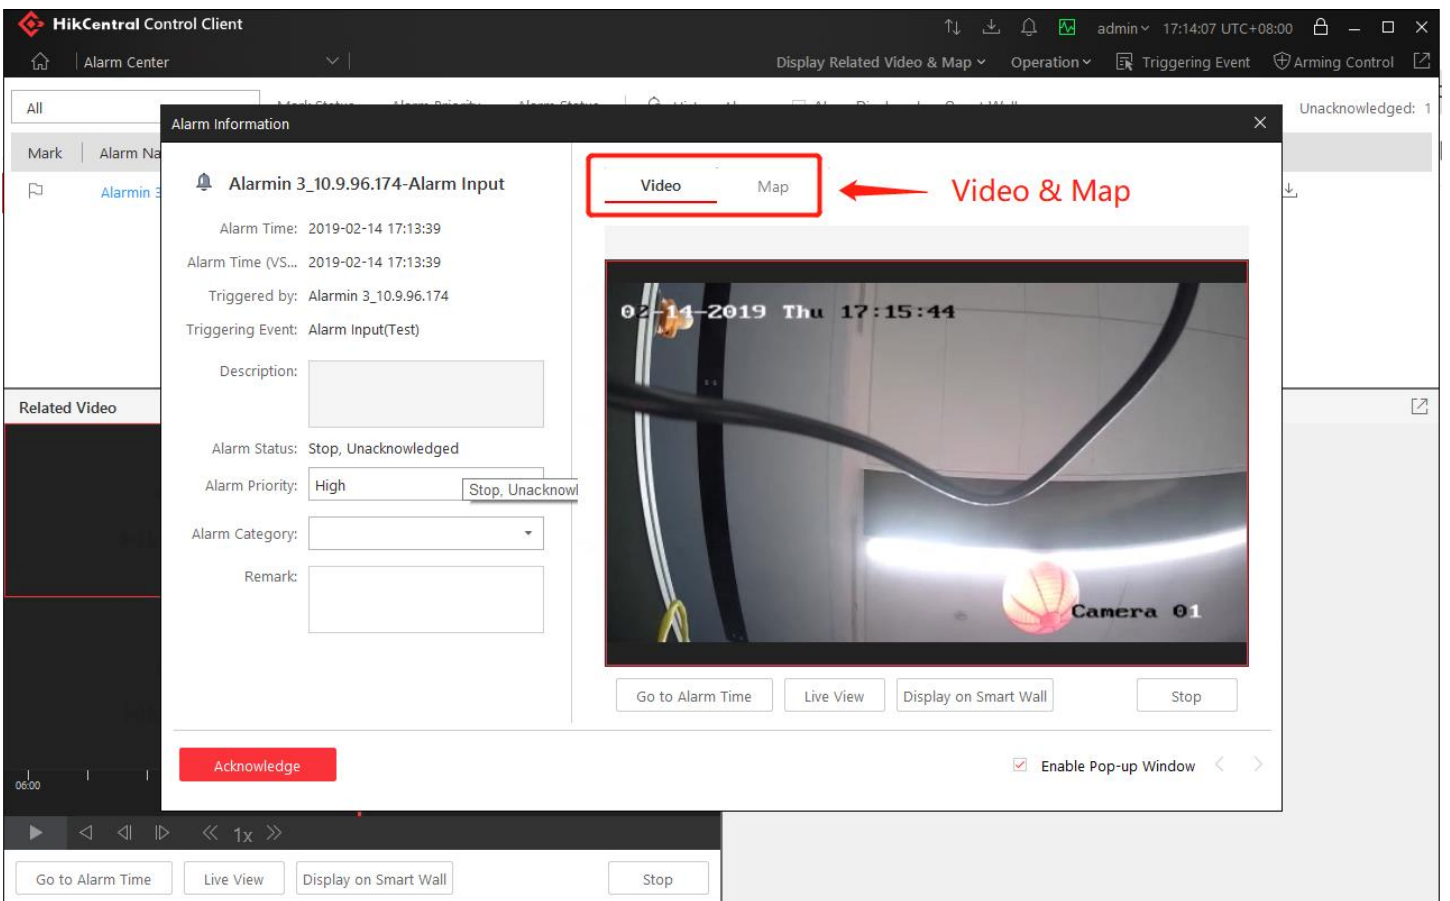 HikCentral Control Client
admin 17:14:07 UTC+08:00
Alarm Center
Display Related Video & Map Operation Triggering Event Arming Control
All
Unacknowledged: 1
Alarm Information
Mark Alarm Na
Alarmin 3
Alarmin 3_10.9.96.174-Alarm Input
Video Map
Video & Map
Alarm Time: 2019-02-14 17:13:39
Alarm Time (VS... 2019-02-14 17:13:39
Triggered by: Alarmin 3_10.9.96.174
Triggering Event: Alarm Input(Test)
Description:
02-14-2019 Thu 17:15:44
Related Video
Alarm Status: Stop, Unacknowledged
Alarm Priority: High
Stop, Unacknowl
Alarm Category:
Remark:
Camera 01
Go to Alarm Time Live View Display on Smart Wall Stop
Acknowledge
Enable Pop-up Window
06:00
1x
Go to Alarm Time Live View Display on Smart Wall Stop